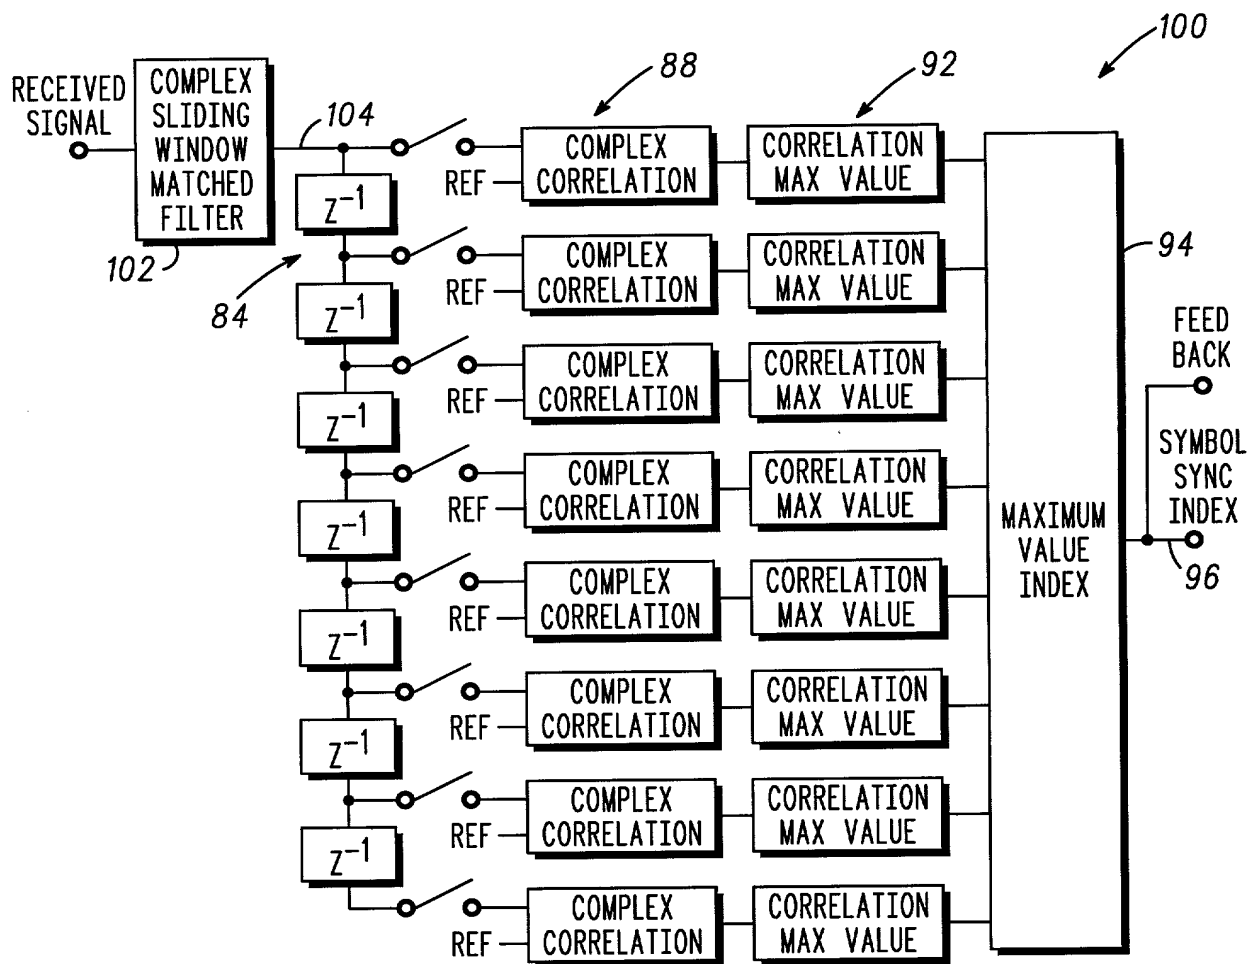 100
RECEIVED
SIGNAL
COMPLEX
SLIDING
WINDOW
MATCHED
FILTER
102
104
84
88
92
94
96
COMPLEX
CORRELATION
CORRELATION
MAX VALUE
REF
Z⁻¹
COMPLEX
CORRELATION
CORRELATION
MAX VALUE
REF
Z⁻¹
COMPLEX
CORRELATION
CORRELATION
MAX VALUE
REF
Z⁻¹
COMPLEX
CORRELATION
CORRELATION
MAX VALUE
REF
Z⁻¹
COMPLEX
CORRELATION
CORRELATION
MAX VALUE
REF
Z⁻¹
COMPLEX
CORRELATION
CORRELATION
MAX VALUE
REF
Z⁻¹
COMPLEX
CORRELATION
CORRELATION
MAX VALUE
REF
Z⁻¹
COMPLEX
CORRELATION
CORRELATION
MAX VALUE
REF
MAXIMUM
VALUE
INDEX
FEED
BACK
SYMBOL
SYNC
INDEX